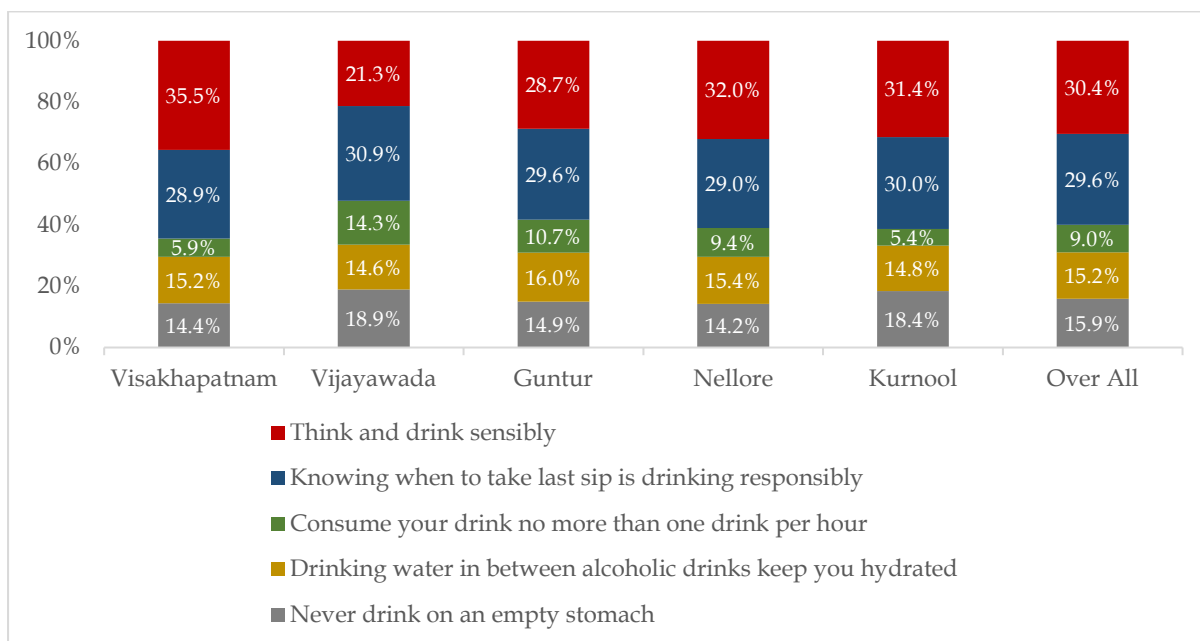 100%
80%
60%
40%
20%
0%
35.5% 21.3% 28.7% 32.0% 31.4% 30.4%
28.9% 30.9% 29.6% 29.0% 30.0% 29.6%
5.9% 14.3% 10.7% 9.4% 5.4% 9.0%
15.2% 14.6% 16.0% 15.4% 14.8% 15.2%
14.4% 18.9% 14.9% 14.2% 18.4% 15.9%
Visakhapatnam Vijayawada Guntur Nellore Kurnool Over All
Think and drink sensibly
Knowing when to take last sip is drinking responsibly
Consume your drink no more than one drink per hour
Drinking water in between alcoholic drinks keep you hydrated
Never drink on an empty stomach